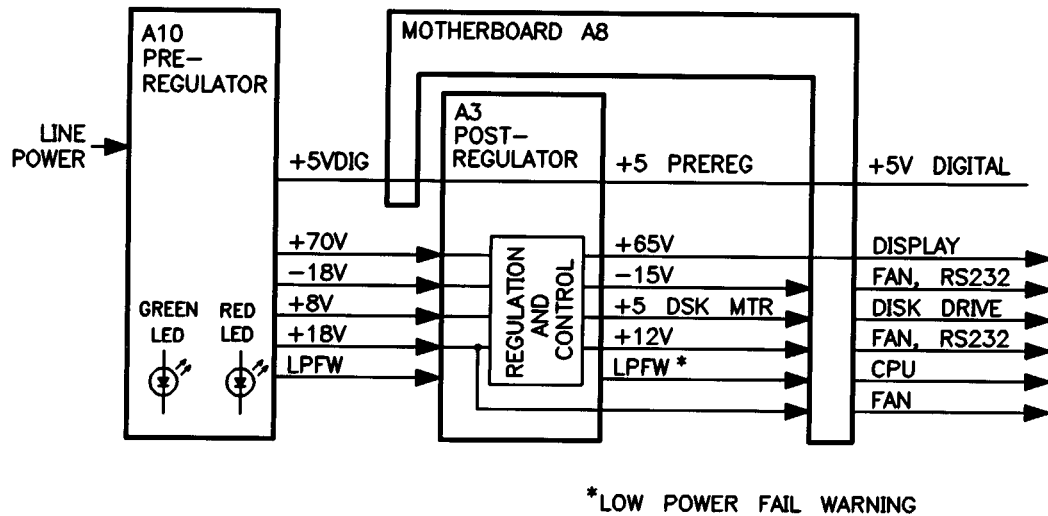 A10
PRE-
REGULATOR
MOTHERBOARD A8
A3
POST-
REGULATOR
LINE
POWER
+5VDIG
+5 PREREG
+5V DIGITAL
+70V
-18V
+8V
+18V
LPFW
GREEN
LED
RED
LED
REGULATION
AND
CONTROL
+65V
-15V
+5 DSK MTR
+12V
LPFW*
DISPLAY
FAN, RS232
DISK DRIVE
FAN, RS232
CPU
FAN
*LOW POWER FAIL WARNING